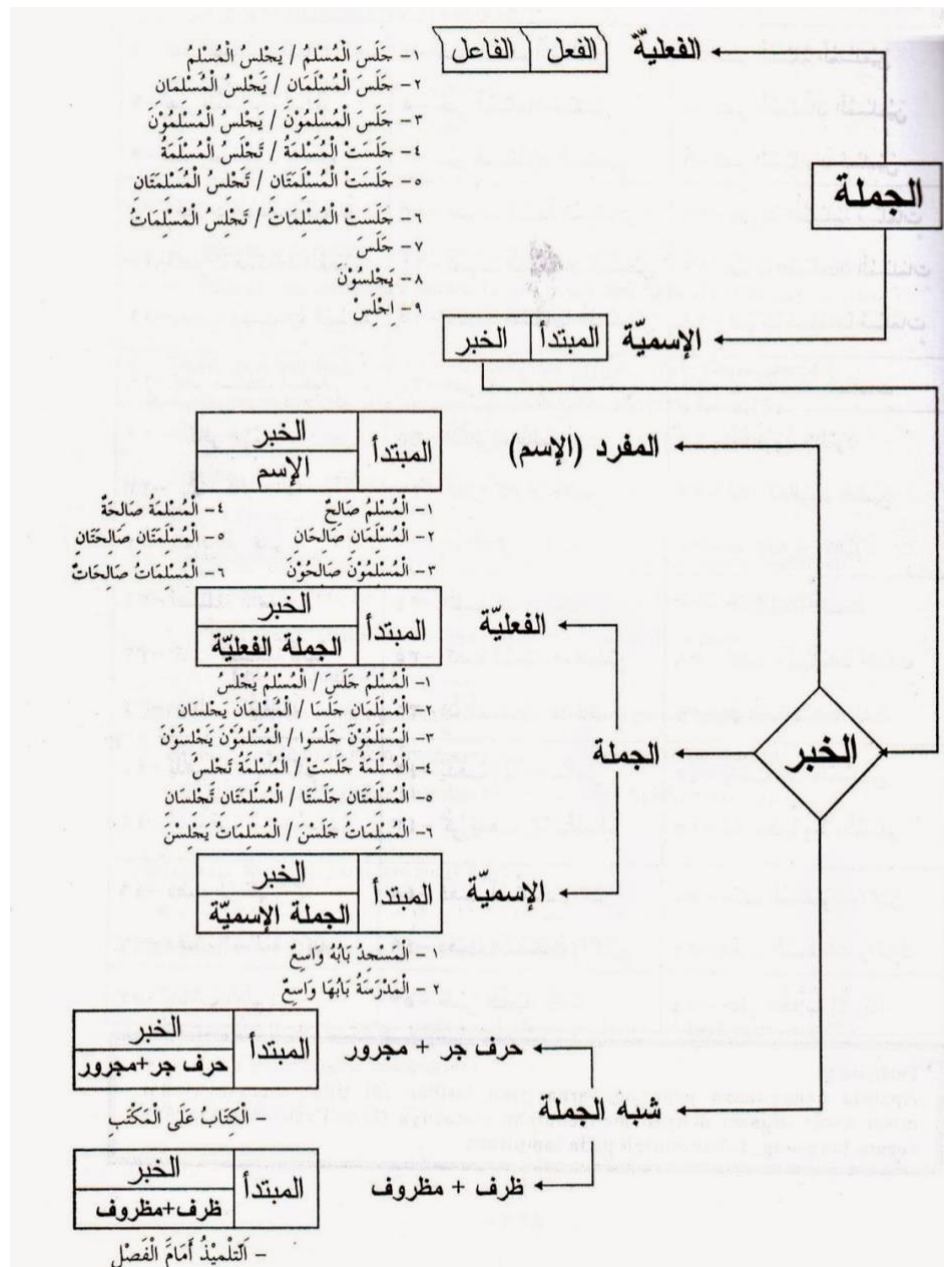 الفعليّة
الفعل الفاعل
١- جَلَسَ الْمُسْلِمُ / يَجْلِسُ الْمُسْلِمُ
٢- جَلَسَ الْمُسْلِمَانِ / يَجْلِسُ الْمُسْلِمَانِ
٣- جَلَسَ الْمُسْلِمُوْنَ / يَجْلِسُ الْمُسْلِمُوْنَ
٤- جَلَسَتْ الْمُسْلِمَةُ / تَجْلِسُ الْمُسْلِمَةُ
٥- جَلَسَتْ الْمُسْلِمَتَانِ / تَجْلِسُ الْمُسْلِمَتَانِ
٦- جَلَسَتْ الْمُسْلِمَاتُ / تَجْلِسُ الْمُسْلِمَاتُ
٧- جَلَسَ
٨- يَجْلِسُوْنَ
٩- اجْلِسْ
الجملة
الإسميّة
المبتدأ الخبر
المفرد (الإسم)
المبتدأ
الخبر
الإسم
١- الْمُسْلِمُ صَالِحٌ ٤- الْمُسْلِمَةُ صَالِحَةٌ
٢- الْمُسْلِمَانِ صَالِحَانِ ٥- الْمُسْلِمَتَانِ صَالِحَتَانِ
٣- الْمُسْلِمُوْنَ صَالِحُوْنَ ٦- الْمُسْلِمَاتُ صَالِحَاتٌ
الفعليّة
المبتدأ
الخبر
الجملة الفعليّة
١- الْمُسْلِمُ جَلَسَ / الْمُسْلِمُ يَجْلِسُ
٢- الْمُسْلِمَانِ جَلَسَا / الْمُسْلِمَانِ يَجْلِسَانِ
٣- الْمُسْلِمُوْنَ جَلَسُوا / الْمُسْلِمُوْنَ يَجْلِسُوْنَ
٤- الْمُسْلِمَةُ جَلَسَتْ / الْمُسْلِمَةُ تَجْلِسُ
٥- الْمُسْلِمَتَانِ جَلَسَتَا / الْمُسْلِمَتَانِ تَجْلِسَانِ
٦- الْمُسْلِمَاتُ جَلَسْنَ / الْمُسْلِمَاتُ يَجْلِسْنَ
الجملة
الخبر
الإسميّة
المبتدأ
الخبر
الجملة الإسميّة
١- الْمَسْجِدُ بَابُهُ وَاسِعٌ
٢- الْمَدْرَسَةُ بَابُهَا وَاسِعٌ
حرف جر + مجرور
المبتدأ
الخبر
حرف جر+مجرور
- الْكِتَابُ عَلَى الْمَكْتَبِ
شبه الجملة
ظرف + مظروف
المبتدأ
الخبر
ظرف+مظروف
- اَلتِّلْمِيْذُ أَمَامَ الْفَصْلِ